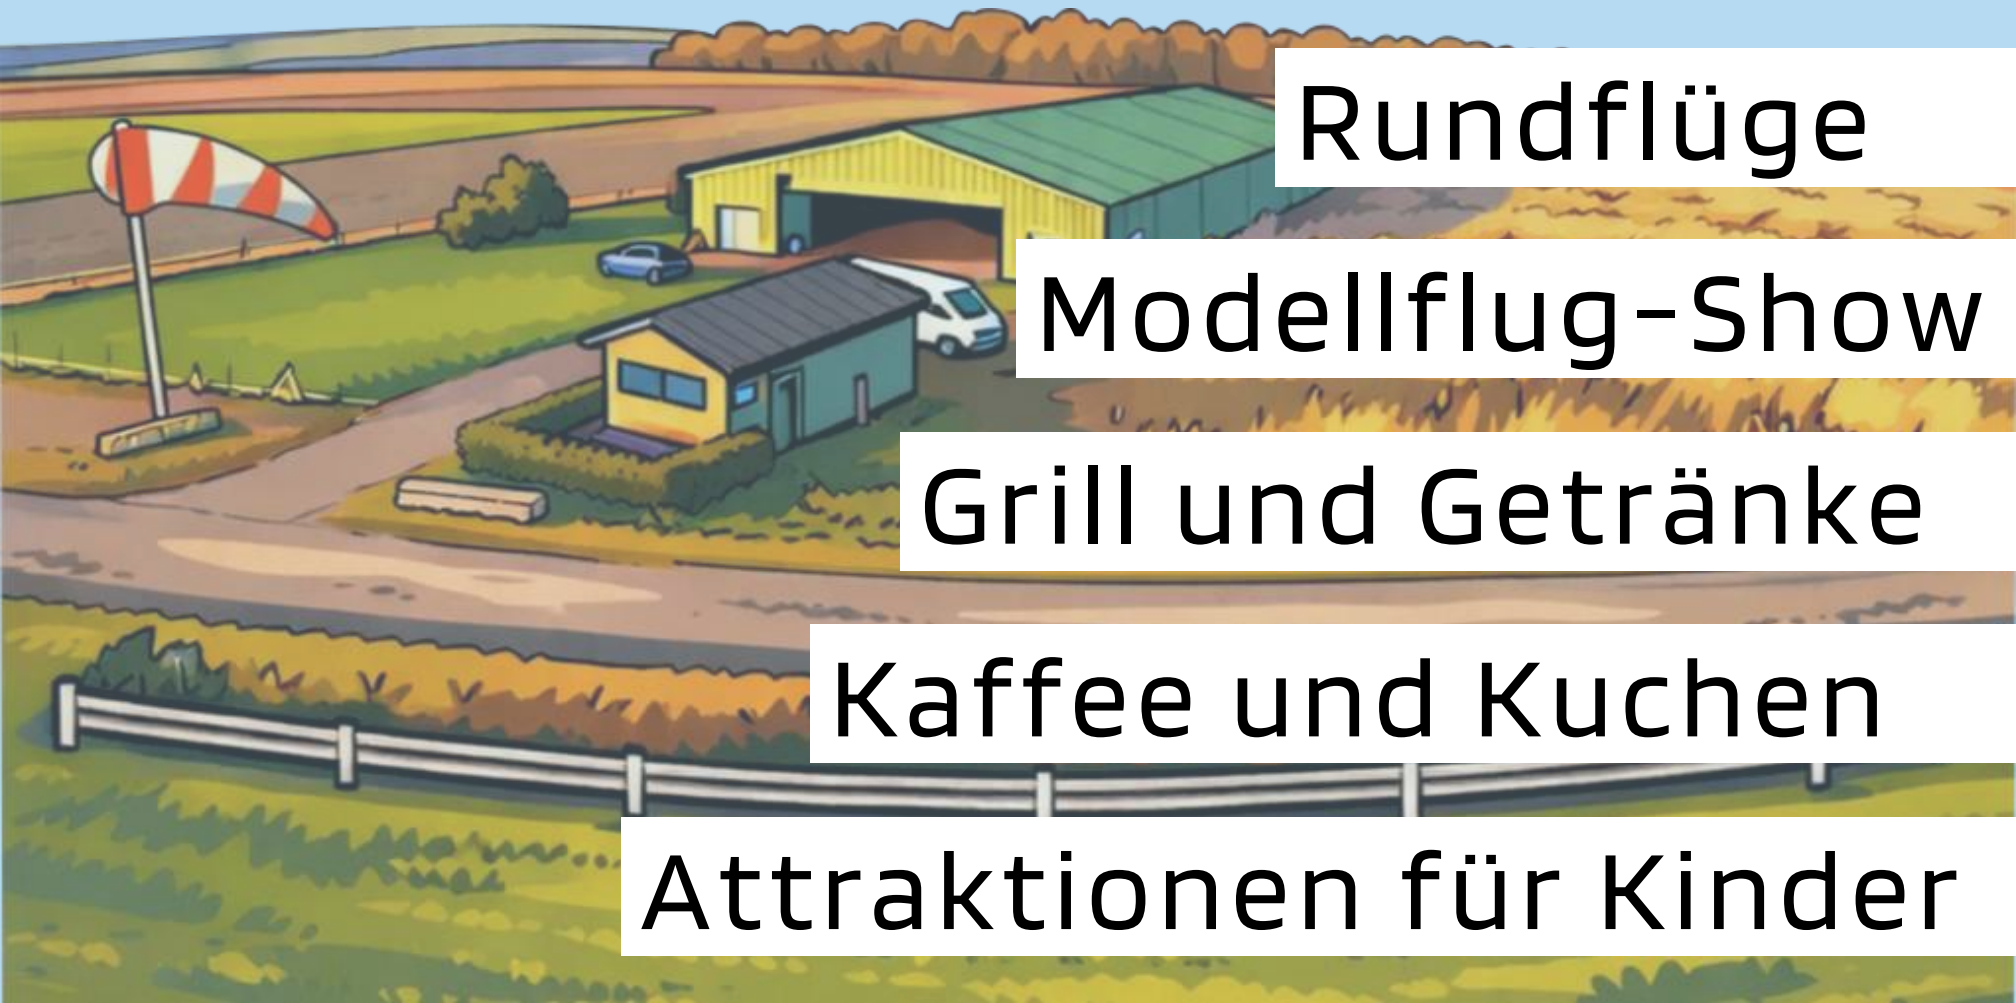 Rundflüge
Modellflug-Show
Grill und Getränke
Kaffee und Kuchen
Attraktionen für Kinder